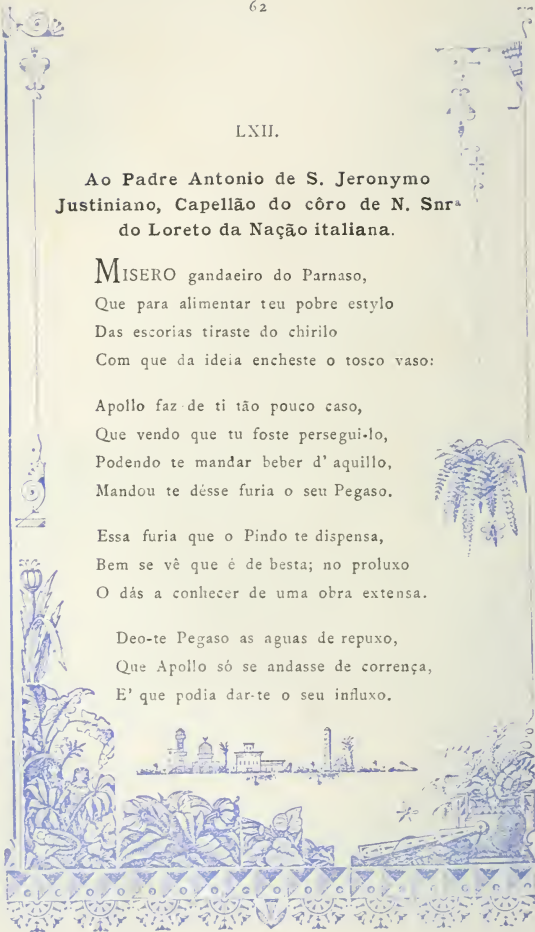 62
LXII.
Ao Padre Antonio de S. Jeronymo
Justiniano, Capellão do côro de N. Snrª
do Loreto da Nação italiana.
MISERO gandaeiro do Parnaso,
Que para alimentar teu pobre estylo
Das escorias tiraste do chirilo
Com que da ideia encheste o tosco vaso:
Apollo faz de ti tão pouco caso,
Que vendo que tu foste persegui-lo,
Podendo te mandar beber d' aquillo,
Mandou te désse furia o seu Pegaso.
Essa furia que o Pindo te dispensa,
Bem se vê que é de besta; no proluxo
O dás a conhecer de uma obra extensa.
Deo-te Pegaso as aguas de repuxo,
Que Apollo só se andasse de corrença,
E' que podia dar-te o seu influxo.